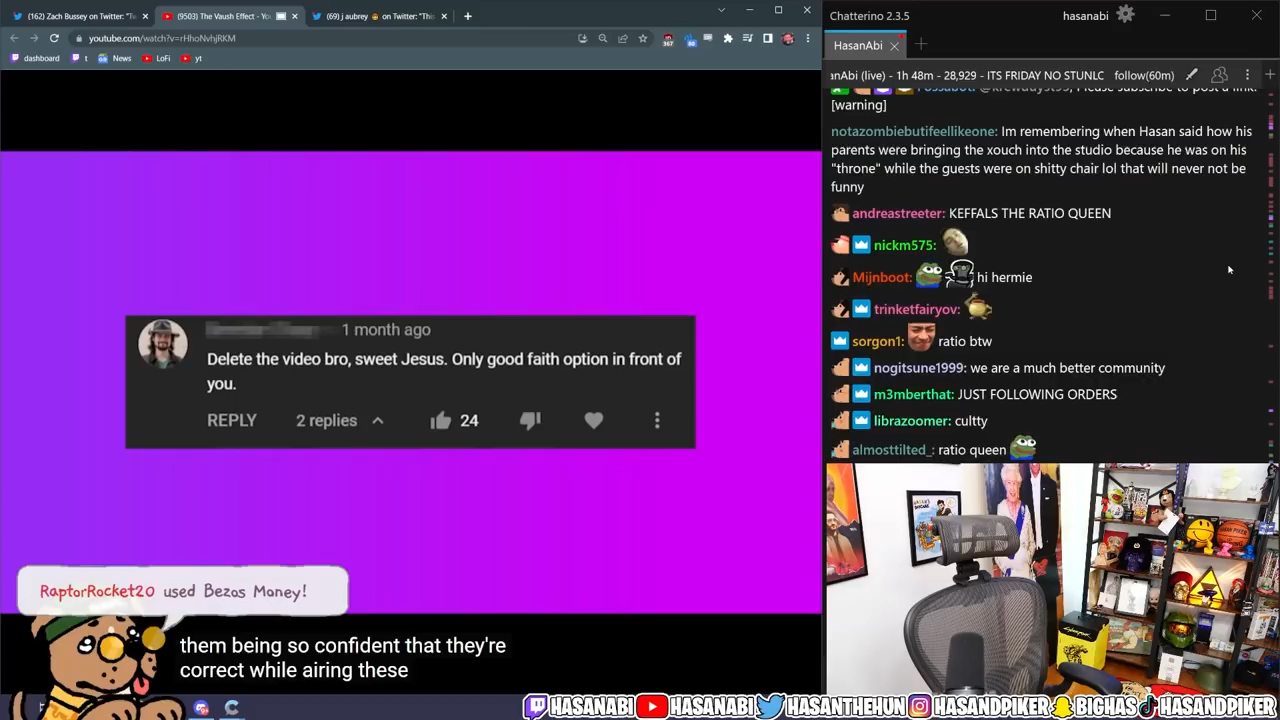 (162) Zach Bussey on Twitter: "Tw
(9503) The Vaush Effect - Yo
(69) j aubrey on Twitter: "This
youtube.com/watch?v=rHhoNvhjRKM
dashboard
t
News
LoFi
yt
1 month ago
Delete the video bro, sweet Jesus. Only good faith option in front of
you.
REPLY
2 replies
24
RaptorRocket20 used Bezos Money!
them being so confident that they're
correct while airing these
Chatterino 2.3.5
hasanabi
HasanAbi
anAbi (live) - 1h 48m - 28,929 - ITS FRIDAY NO STUNLC
follow(60m)
[warning]
notazombiebutifeellikeone: Im remembering when Hasan said how his
parents were bringing the xouch into the studio because he was on his
"throne" while the guests were on shitty chair lol that will never not be
funny
andreastreeter: KEFFALS THE RATIO QUEEN
nickm575:
Mijnboot: hi hermie
trinketfairyov:
sorgon1: ratio btw
nogitsune1999: we are a much better community
m3mberthat: JUST FOLLOWING ORDERS
librazoomer: cultty
almosttilted_: ratio queen
HASANABI
HASANABI
HASANTHEHUN
HASANDPIKER
BIGHAS
HASANDPIKER